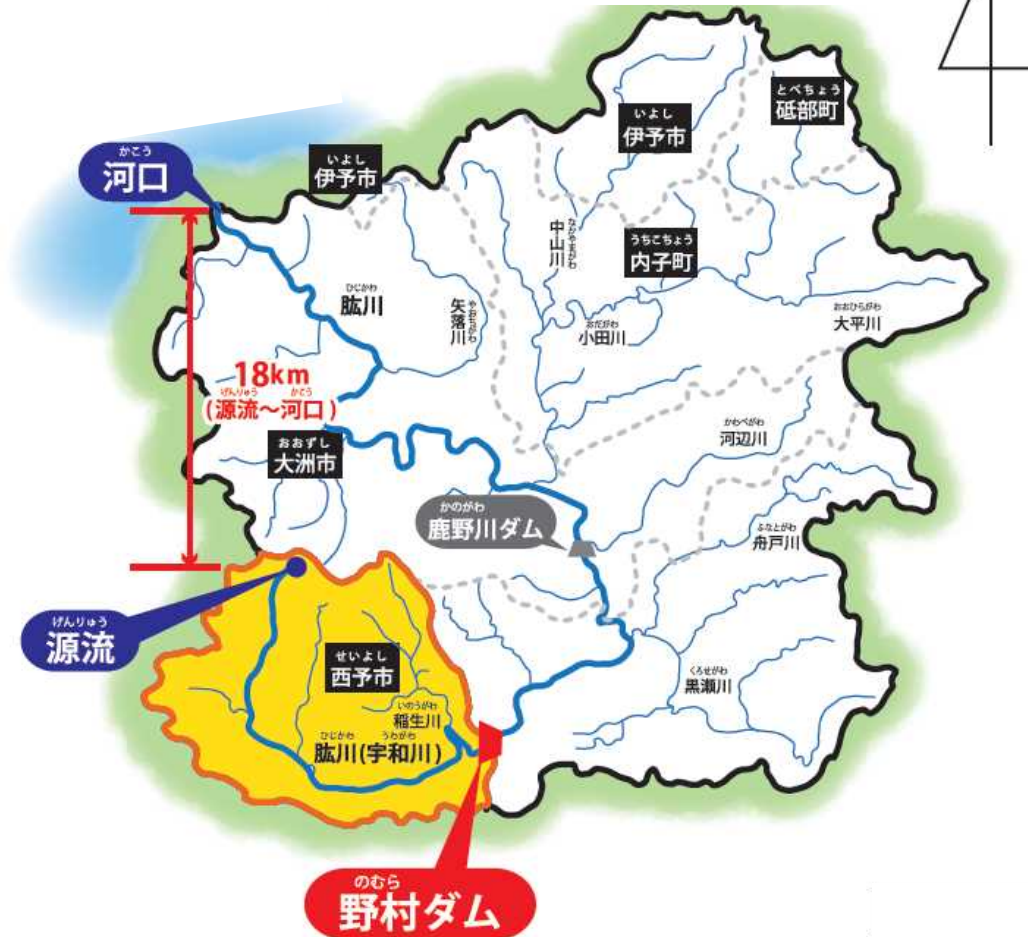 とべちょう
砥部町
いよし
伊予市
いよし
伊予市
かこう
河口
うちこちょう
内子町
なかやまがわ
中山川
ひじかわ
肱川
やおちがわ
矢落川
おだがわ
小田川
おおひらがわ
大平川
18km
げんりゅう かこう
(源流～河口)
おおずし
大洲市
かわべがわ
河辺川
かのがわ
鹿野川ダム
ふなとがわ
舟戸川
げんりゅう
源流
せいよし
西予市
くろせがわ
黒瀬川
いのうがわ
稲生川
ひじかわ うわがわ
肱川(宇和川)
のむら
野村ダム